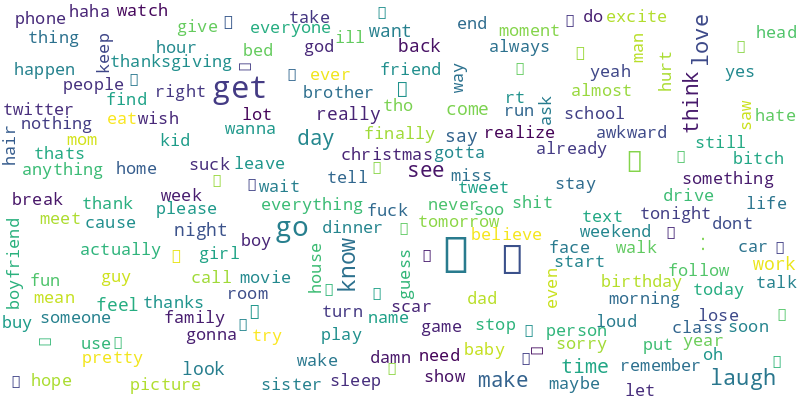 phone haha watch give everyone take ill want end moment do excite head
thing keep hour bed god back always man love
happen thanksgiving ever friend way yeah hurt yes
people right get brother tho rt almost think saw
twitter find lot really come run ask school hate
nothing eat wish wanna day finally say realize awkward still
hair mom kid christmas gotta already bitch
thats suck leave see miss something
anything home tell tweet stay drive
break week wait everything never soo shit text tonight life
meet thank please fuck tomorrow weekend dont
cause night go dinner believe face walk car
boyfriend actually girl boy house know guess start follow work
fun guy call movie even birthday talk
mean feel thanks room scar dad morning today
buy someone family turn name game stop person loud class lose soon
use gonna try play damn need baby sorry put year
pretty look wake time remember oh
hope picture sister sleep show make maybe let laugh